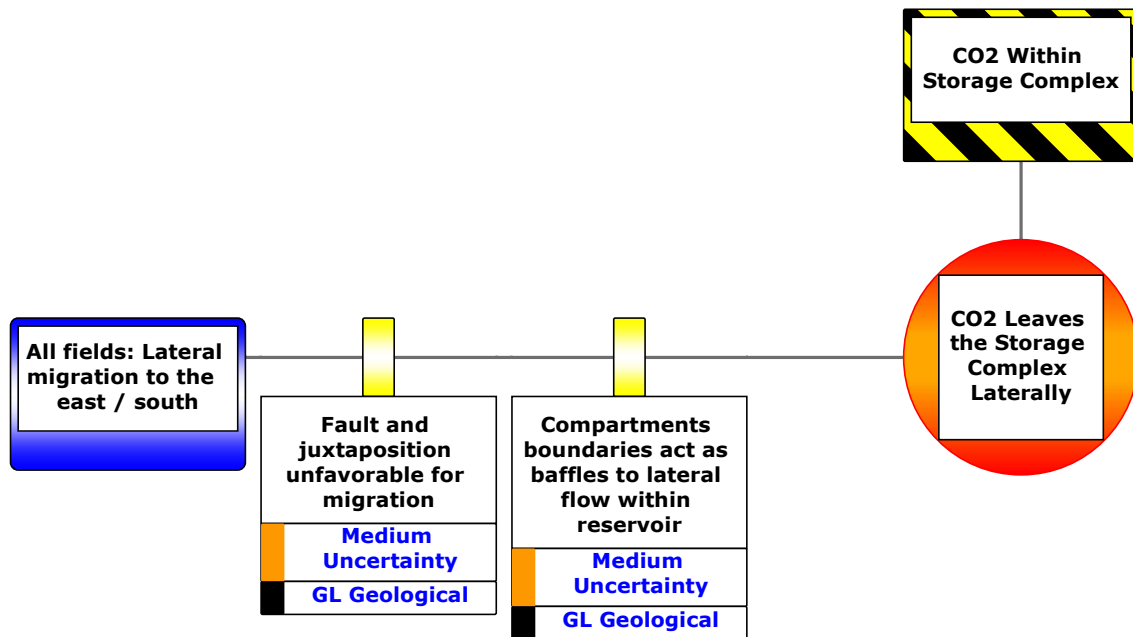 CO2 Within
Storage Complex
All fields: Lateral
migration to the
east / south
CO2 Leaves
the Storage
Complex
Laterally
Fault and
juxtaposition
unfavorable for
migration
Medium
Uncertainty
GL Geological
Compartments
boundaries act as
baffles to lateral
flow within
reservoir
Medium
Uncertainty
GL Geological